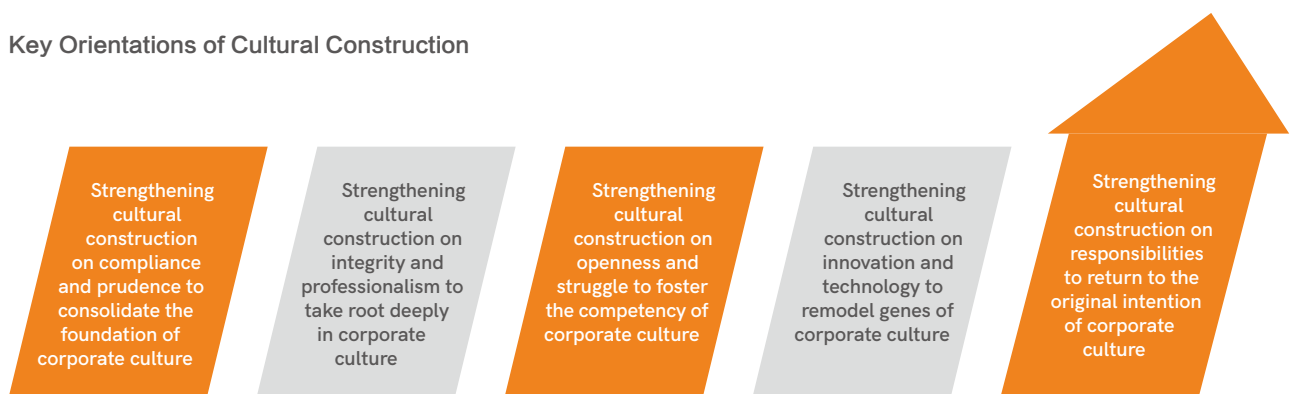 Key Orientations of Cultural Construction
Strengthening
cultural
construction
on compliance
and prudence to
consolidate the
foundation of
corporate culture
Strengthening
cultural
construction on
integrity and
professionalism to
take root deeply
in corporate
culture
Strengthening
cultural
construction on
openness and
struggle to foster
the competency of
corporate culture
Strengthening
cultural
construction on
innovation and
technology to
remodel genes of
corporate culture
Strengthening
cultural
construction on
responsibilities
to return to the
original intention
of corporate
culture